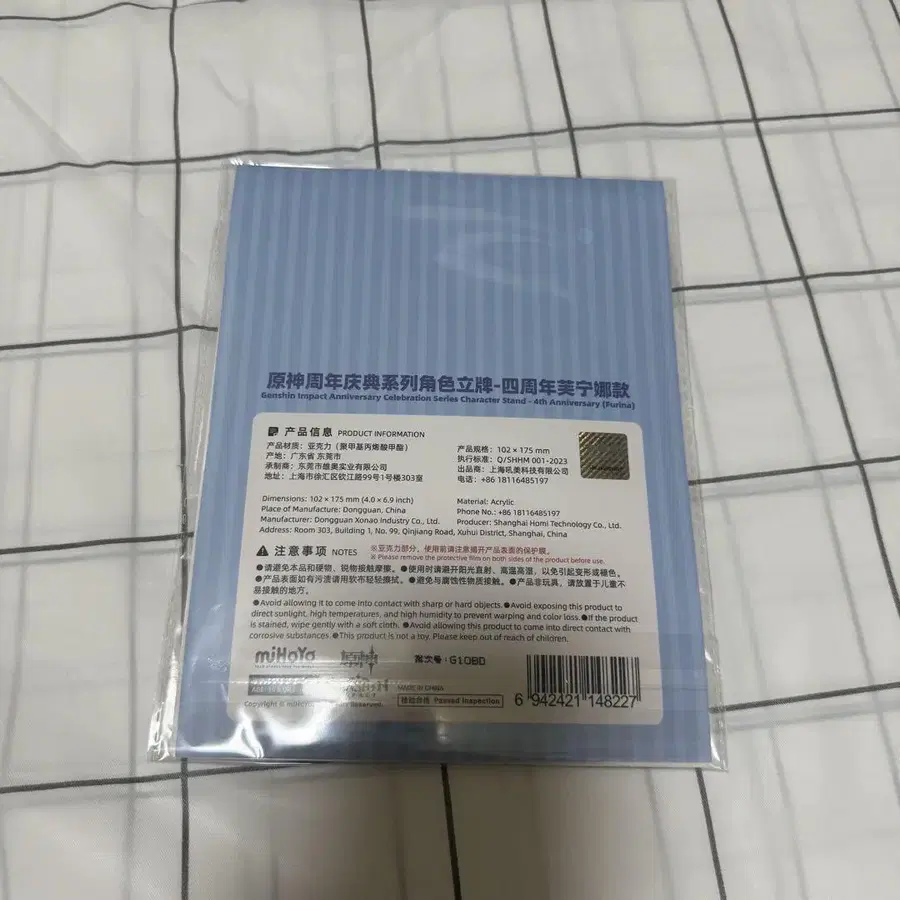 原神周年庆典系列角色立牌-四周年芙宁娜款
Genshin Impact Anniversary Celebration Series Character Stand - 4th Anniversary (Furina)
产品信息 PRODUCT INFORMATION
产品材质：亚克力（聚甲基丙烯酸甲酯） 产品规格：102 × 175 mm
产地：广东省 东莞市 执行标准：Q/SHHM 001-2023
承制商：东莞市雄奥实业有限公司 出品商：上海吼美科技有限公司
地址：上海市徐汇区钦江路99号1号楼303室 电话：+86 18116485197
Dimensions: 102 × 175 mm (4.0 × 6.9 inch) Material: Acrylic
Place of Manufacture: Dongguan, China Phone No.: +86 18116485197
Manufacturer: Dongguan Xonao Industry Co., Ltd. Producer: Shanghai Homi Technology Co., Ltd.
Address: Room 303, Building 1, No. 99, Qinjiang Road, Xuhui District, Shanghai, China
注意事项 NOTES ※亚克力部分，使用前请注意揭开产品表面的保护膜。
※ Please remove the protective film on both sides of the product before use.
●请避免本品和硬物、锐物接触摩擦。 ●使用时请避开阳光直射、高温高湿，以免引起变形或褪色。
●产品表面如有污渍请用软布轻轻擦拭。 ●避免与腐蚀性物质接触。 ●产品非玩具，请放置于儿童不
易接触的地方。
●Avoid allowing it to come into contact with sharp or hard objects. ●Avoid exposing this product to
direct sunlight, high temperatures, and high humidity to prevent warping and color loss. ●If the product
is stained, wipe gently with a soft cloth. ●Avoid allowing this product to come into direct contact with
corrosive substances. ●This product is not a toy. Please keep out of reach of children.
miHoYo 原神 批次号：G10BD
MADE IN CHINA
Passed Inspection
6 942421 148227
Copyright © miHoYo. All Rights Reserved.